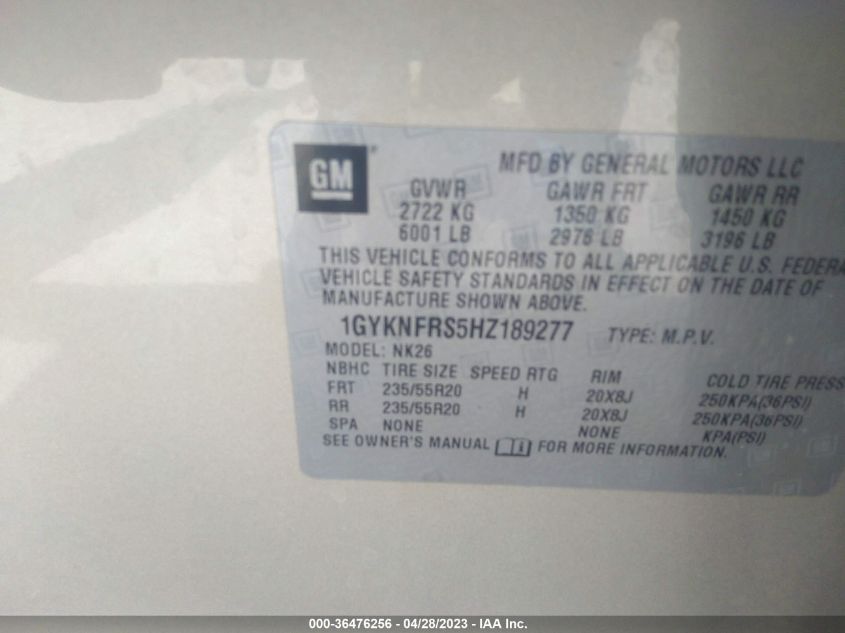 GM® MFD BY GENERAL MOTORS LLC
GVWR GAWR FRT GAWR RR
2722 KG 1350 KG 1450 KG
6001 LB 2976 LB 3196 LB
THIS VEHICLE CONFORMS TO ALL APPLICABLE U.S. FEDERA
VEHICLE SAFETY STANDARDS IN EFFECT ON THE DATE OF
MANUFACTURE SHOWN ABOVE.
1GYKNFRS5HZ189277 TYPE: M.P.V.
MODEL: NK26
NBHC TIRE SIZE SPEED RTG RIM COLD TIRE PRESS
FRT 235/55R20 H 20X8J 250KPA(36PSI)
RR 235/55R20 H 20X8J 250KPA(36PSI)
SPA NONE NONE KPA(PSI)
SEE OWNER'S MANUAL FOR MORE INFORMATION.
000-36476256 - 04/28/2023 - IAA Inc.